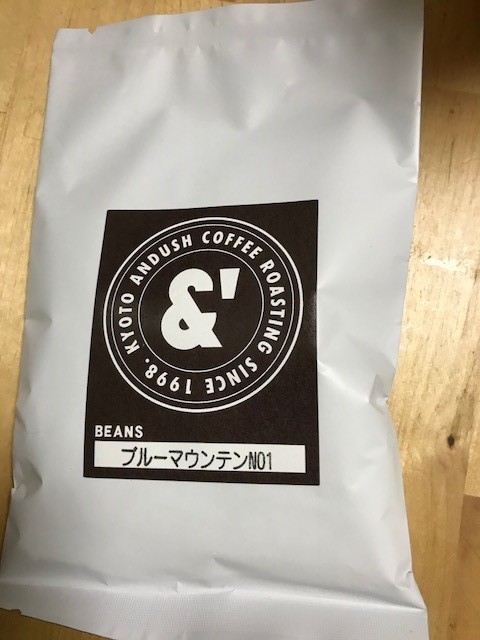 KYOTO ANDUSH COFFEE ROASTING SINCE 1998.
&'
BEANS
ブルーマウンテンNO1